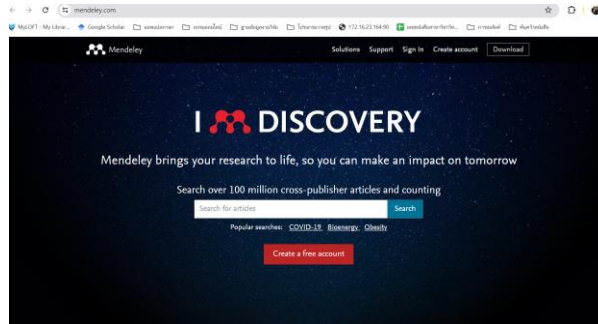 mendeley.com
MyLOFT - My Librar...
Google Scholar
172.16.23.164:90
Mendeley
Solutions Support Sign In Create account Download
I DISCOVERY
Mendeley brings your research to life, so you can make an impact on tomorrow
Search over 100 million cross-publisher articles and counting
Search for articles
Search
Popular searches: COVID-19 Bioenergy Obesity
Create a free account